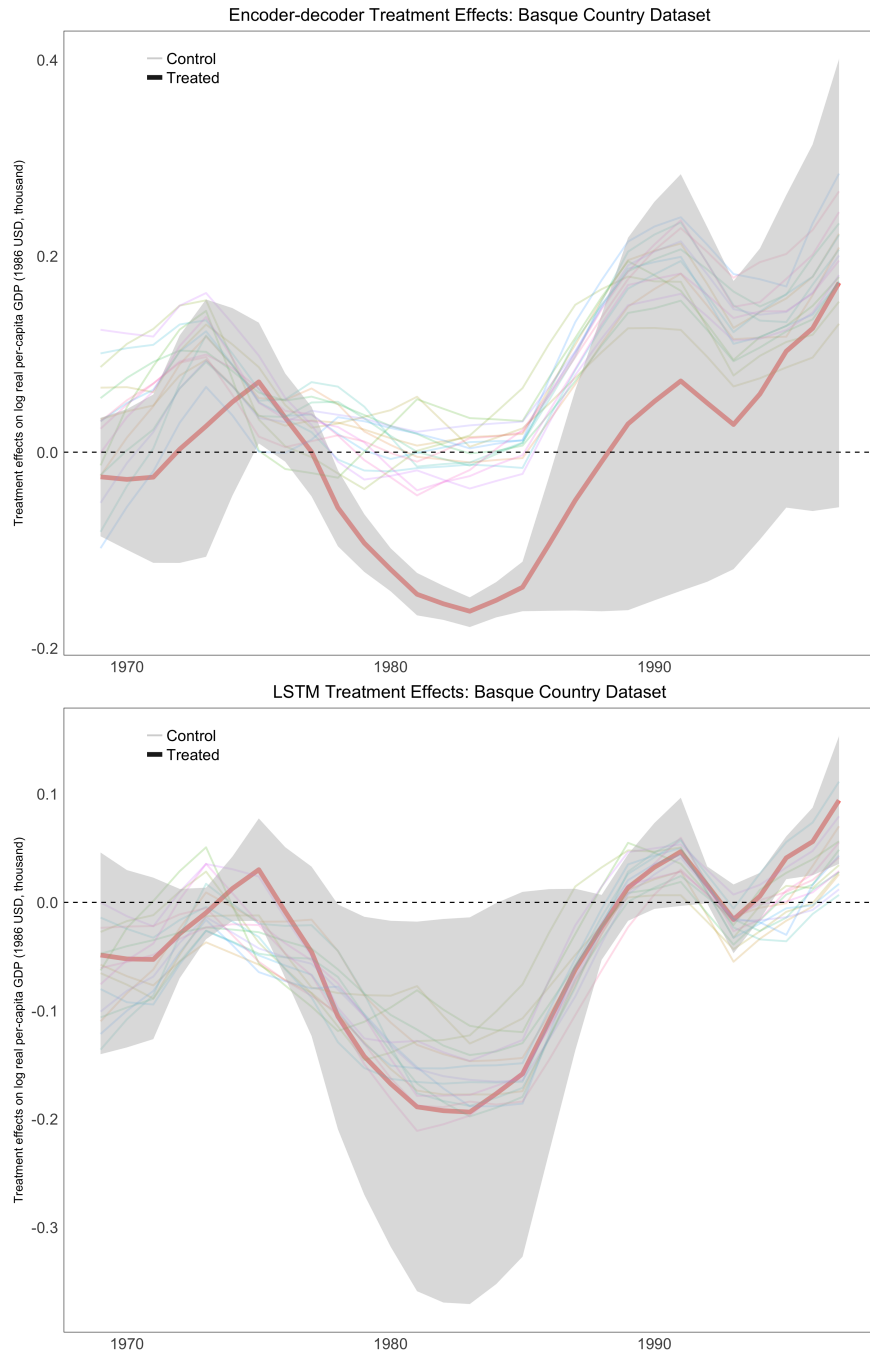 Encoder-decoder Treatment Effects: Basque Country Dataset
Treatment effects on log real per-capita GDP (1986 USD, thousand)
Control
Treated
0.4
0.2
0.0
-0.2
1970 1980 1990
LSTM Treatment Effects: Basque Country Dataset
Treatment effects on log real per-capita GDP (1986 USD, thousand)
Control
Treated
0.1
0.0
-0.1
-0.2
-0.3
1970 1980 1990